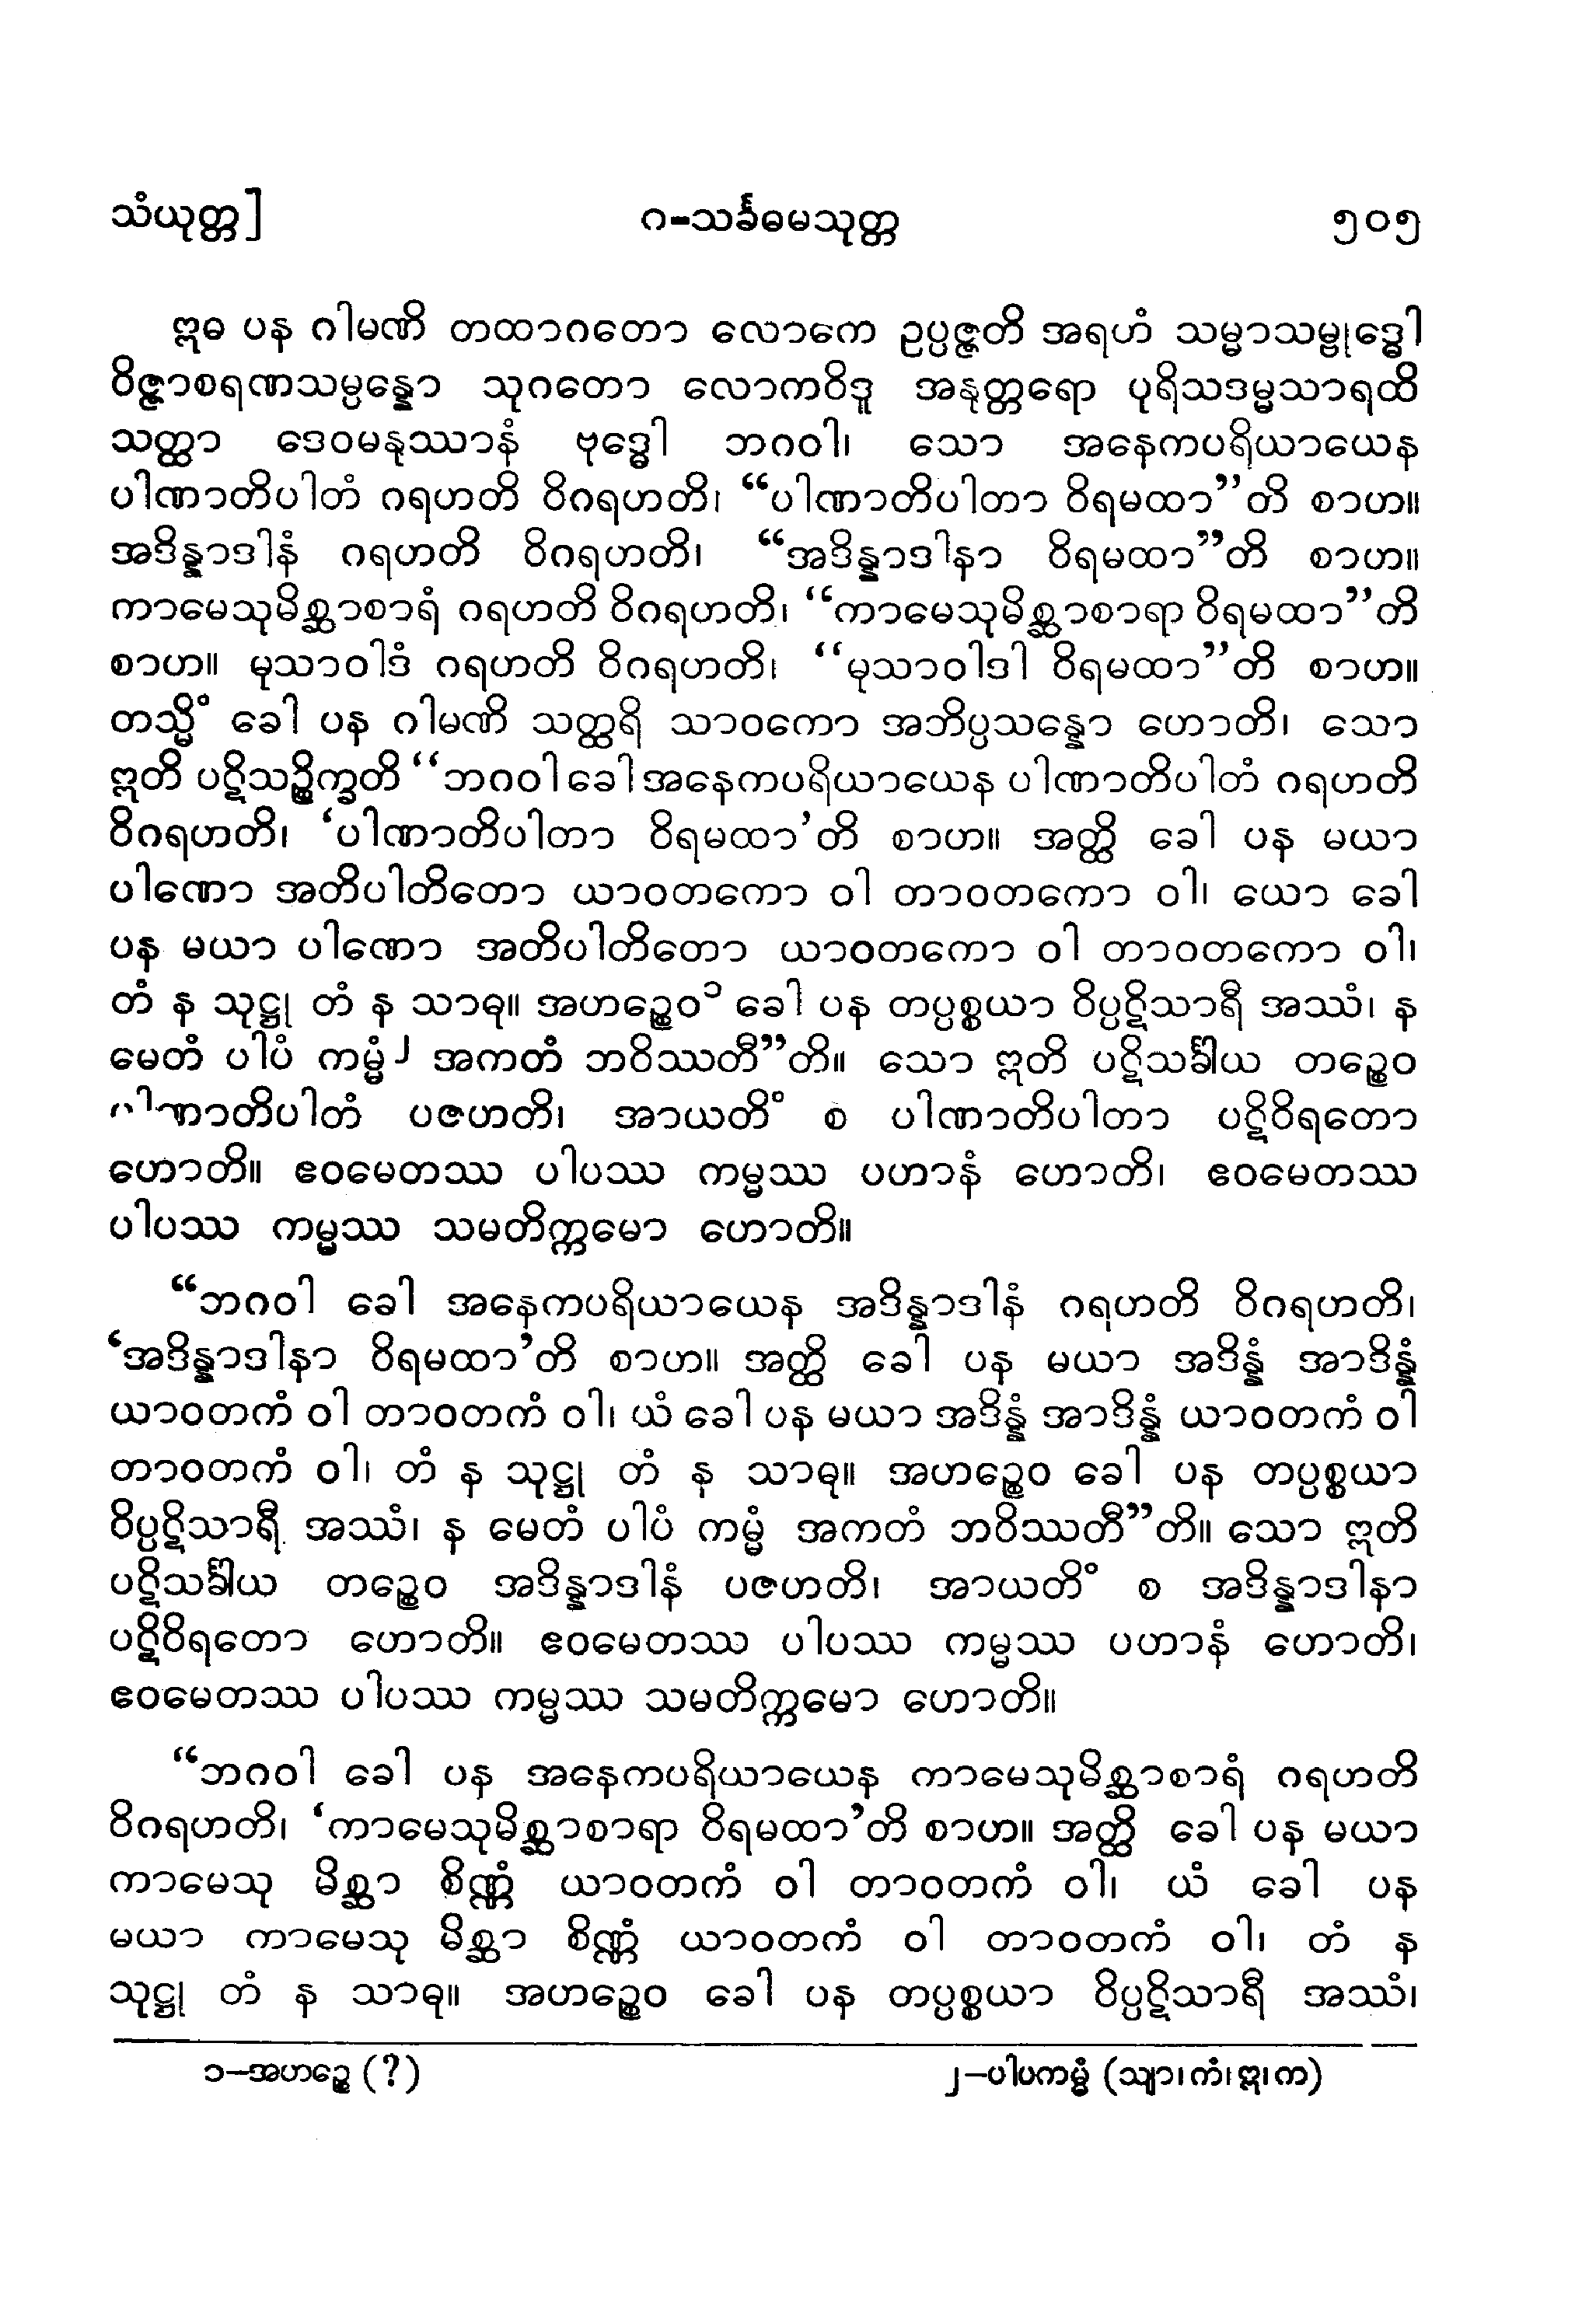 သံယုတ္တ] ဂ-သင်္ခဓမသုတ္တ ၅၀၅
ဣဓ ပန ဂါမဏိ တထာဂတော လောကေ ဥပ္ပဇ္ဇတိ အရဟံ သမ္မာသမ္ဗုဒ္ဓေါ
ဝိဇ္ဇာစရဏသမ္ပန္နော သုဂတော လောကဝိဒူ အနုတ္တရော ပုရိသဒမ္မသာရထိ
သတ္ထာ ဒေဝမနုဿာနံ ဗုဒ္ဓေါ ဘဂဝါ၊ သော အနေကပရိယာယေန
ပါဏာတိပါတံ ဂရဟတိ ဝိဂရဟတိ၊ “ပါဏာတိပါတာ ဝိရမထာ”တိ စာဟ။
အဒိန္နာဒါနံ ဂရဟတိ ဝိဂရဟတိ၊ “အဒိန္နာဒါနာ ဝိရမထာ”တိ စာဟ။
ကာမေသုမိစ္ဆာစာရံ ဂရဟတိ ဝိဂရဟတိ၊ “ကာမေသုမိစ္ဆာစာရာ ဝိရမထာ”တိ
စာဟ။ မုသာဝါဒံ ဂရဟတိ ဝိဂရဟတိ၊ “မုသာဝါဒါ ဝိရမထာ”တိ စာဟ။
တသ္မိံ ခေါ ပန ဂါမဏိ သတ္ထရိ သာဝကော အဘိပ္ပသန္နော ဟောတိ၊ သော
ဣတိ ပဋိသဉ္စိက္ခတိ “ဘဂဝါ ခေါ အနေကပရိယာယေန ပါဏာတိပါတံ ဂရဟတိ
ဝိဂရဟတိ၊ ‘ပါဏာတိပါတာ ဝိရမထာ’တိ စာဟ။ အတ္ထိ ခေါ ပန မယာ
ပါဏော အတိပါတိတော ယာဝတကော ဝါ တာဝတကော ဝါ၊ ယော ခေါ
ပန မယာ ပါဏော အတိပါတိတော ယာဝတကော ဝါ တာဝတကော ဝါ၊
တံ န သုဋ္ဌု တံ န သာဓု။ အဟဉ္စေဝ၁ ခေါ ပန တပ္ပစ္စယာ ဝိပ္ပဋိသာရီ အဿံ၊ န
မေတံ ပါပံ ကမ္မံ၂ အကတံ ဘဝိဿတီ”တိ။ သော ဣတိ ပဋိသင်္ခါယ တဉ္စေဝ
ပါဏာတိပါတံ ပဇဟတိ၊ အာယတိံ စ ပါဏာတိပါတာ ပဋိဝိရတော
ဟောတိ။ ဧဝမေတဿ ပါပဿ ကမ္မဿ ပဟာနံ ဟောတိ၊ ဧဝမေတဿ
ပါပဿ ကမ္မဿ သမတိက္ကမော ဟောတိ။
“ဘဂဝါ ခေါ အနေကပရိယာယေန အဒိန္နာဒါနံ ဂရဟတိ ဝိဂရဟတိ၊
‘အဒိန္နာဒါနာ ဝိရမထာ’တိ စာဟ။ အတ္ထိ ခေါ ပန မယာ အဒိန္နံ အာဒိန္နံ
ယာဝတကံ ဝါ တာဝတကံ ဝါ၊ ယံ ခေါ ပန မယာ အဒိန္နံ အာဒိန္နံ ယာဝတကံ ဝါ
တာဝတကံ ဝါ၊ တံ န သုဋ္ဌု တံ န သာဓု။ အဟဉ္စေဝ ခေါ ပန တပ္ပစ္စယာ
ဝိပ္ပဋိသာရီ အဿံ၊ န မေတံ ပါပံ ကမ္မံ အကတံ ဘဝိဿတီ”တိ။ သော ဣတိ
ပဋိသင်္ခါယ တဉ္စေဝ အဒိန္နာဒါနံ ပဇဟတိ၊ အာယတိံ စ အဒိန္နာဒါနာ
ပဋိဝိရတော ဟောတိ။ ဧဝမေတဿ ပါပဿ ကမ္မဿ ပဟာနံ ဟောတိ၊
ဧဝမေတဿ ပါပဿ ကမ္မဿ သမတိက္ကမော ဟောတိ။
“ဘဂဝါ ခေါ ပန အနေကပရိယာယေန ကာမေသုမိစ္ဆာစာရံ ဂရဟတိ
ဝိဂရဟတိ၊ ‘ကာမေသုမိစ္ဆာစာရာ ဝိရမထာ’တိ စာဟ။ အတ္ထိ ခေါ ပန မယာ
ကာမေသု မိစ္ဆာ စိဏ္ဏံ ယာဝတကံ ဝါ တာဝတကံ ဝါ၊ ယံ ခေါ ပန
မယာ ကာမေသု မိစ္ဆာ စိဏ္ဏံ ယာဝတကံ ဝါ တာဝတကံ ဝါ၊ တံ န
သုဋ္ဌု တံ န သာဓု။ အဟဉ္စေဝ ခေါ ပန တပ္ပစ္စယာ ဝိပ္ပဋိသာရီ အဿံ၊
၁-အဟဉ္စေ (?) ၂-ပါပကမ္မံ (သျာ၊ကံ၊ဣ၊က)